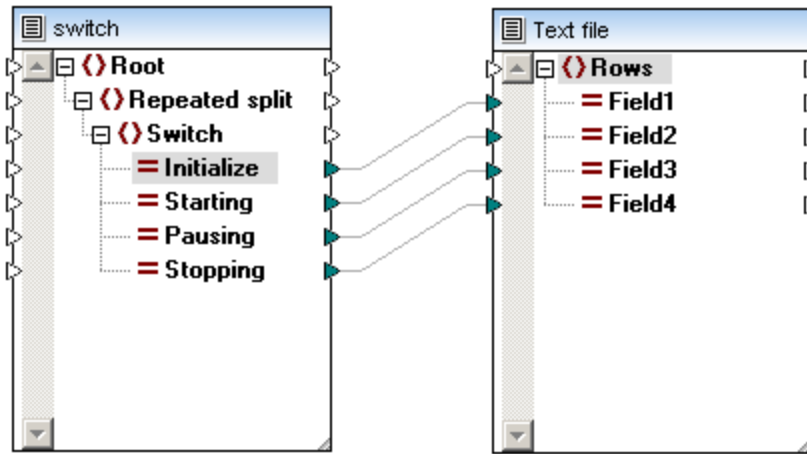 switch
Root
Repeated split
Switch
Initialize
Starting
Pausing
Stopping
Text file
Rows
Field1
Field2
Field3
Field4